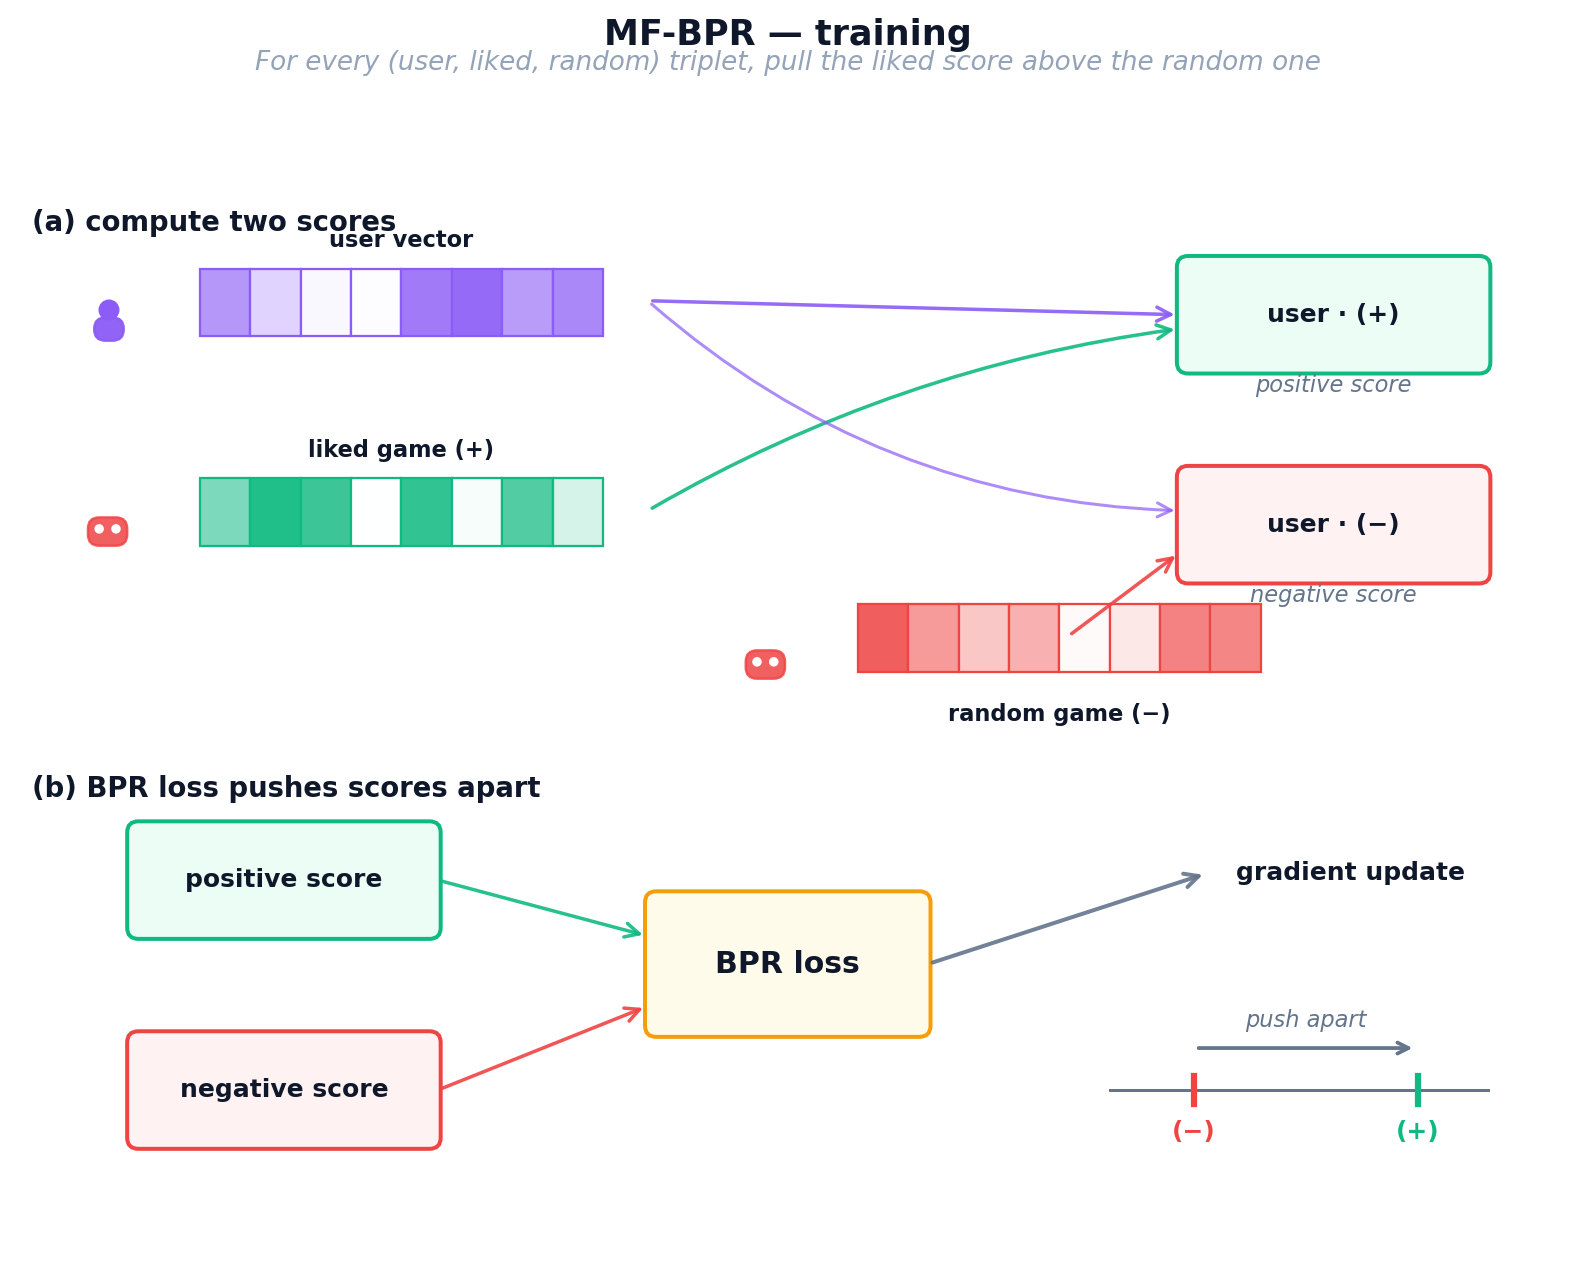 MF-BPR — training
For every (user, liked, random) triplet, pull the liked score above the random one
(a) compute two scores
user vector
user · (+)
positive score
liked game (+)
user · (−)
negative score
random game (−)
(b) BPR loss pushes scores apart
positive score
gradient update
BPR loss
push apart
negative score
(−)
(+)